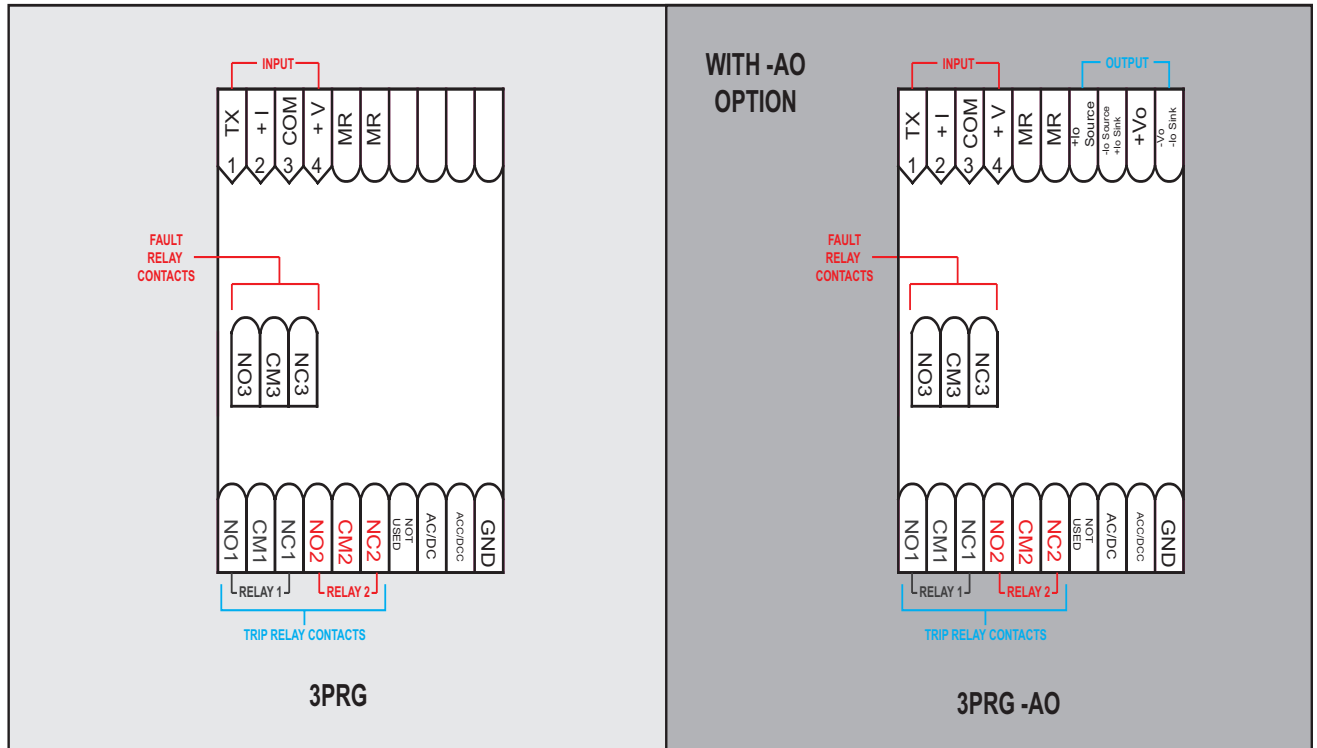 INPUT
TX
+ I
COM
+ V
MR
MR
1
2
3
4
FAULT
RELAY
CONTACTS
NO3
CM3
NC3
NO1
CM1
NC1
NO2
CM2
NC2
NOT
USED
AC/DC
ACC/DCC
GND
RELAY 1
RELAY 2
TRIP RELAY CONTACTS
3PRG
WITH -AO
OPTION
INPUT
OUTPUT
TX
+ I
COM
+ V
MR
MR
+Io
Source
-Io Source
+Io Sink
+Vo
-Vo
-Io Sink
1
2
3
4
FAULT
RELAY
CONTACTS
NO3
CM3
NC3
NO1
CM1
NC1
NO2
CM2
NC2
NOT
USED
AC/DC
ACC/DCC
GND
RELAY 1
RELAY 2
TRIP RELAY CONTACTS
3PRG -AO